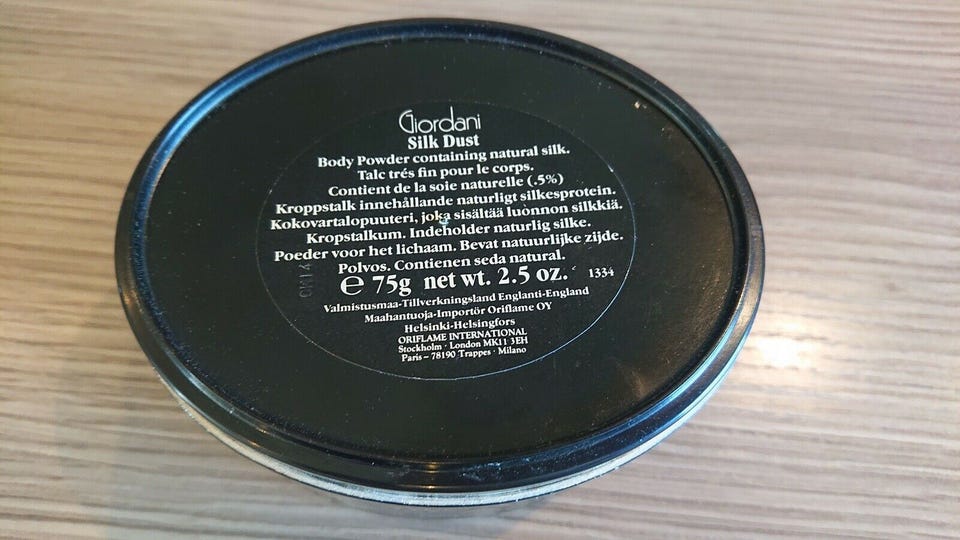 Giordani
Silk Dust
Body Powder containing natural silk.
Talc trés fin pour le corps.
Contient de la soie naturelle (.5%)
Kroppstalk innehållande naturligt silkesprotein.
Kokovartalopuuteri, joka sisältää luonnon silkkiä.
Kropstalkum. Indeholder naturlig silke.
Poeder voor het lichaam. Bevat natuurlijke zijde.
Polvos. Contienen seda natural.
℮ 75g net wt. 2.5 oz. 1334
Valmistusmaa-Tillverkningsland Englanti-England
Maahantuoja-Importör Oriflame OY
Helsinki-Helsingfors
ORIFLAME INTERNATIONAL
Stockholm · London MK11 3EH
Paris – 78190 Trappes · Milano